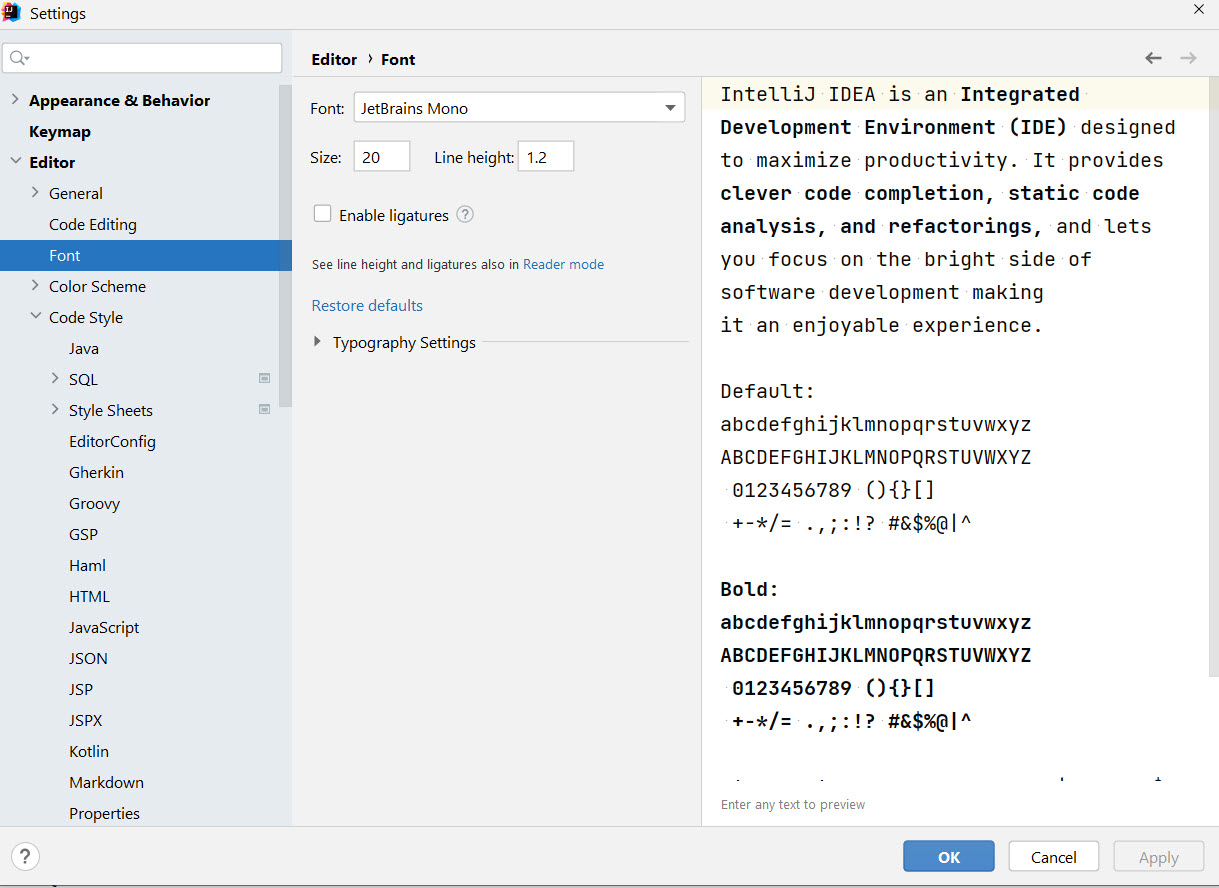 Settings
Appearance & Behavior
Keymap
Editor
General
Code Editing
Font
Color Scheme
Code Style
Java
SQL
Style Sheets
EditorConfig
Gherkin
Groovy
GSP
Haml
HTML
JavaScript
JSON
JSP
JSPX
Kotlin
Markdown
Properties
Editor › Font
Font: JetBrains Mono
Size: 20 Line height: 1.2
Enable ligatures ?
See line height and ligatures also in Reader mode
Restore defaults
Typography Settings
IntelliJ IDEA is an Integrated
Development Environment (IDE) designed
to maximize productivity. It provides
clever code completion, static code
analysis, and refactorings, and lets
you focus on the bright side of
software development making
it an enjoyable experience.
Default:
abcdefghijklmnopqrstuvwxyz
ABCDEFGHIJKLMNOPQRSTUVWXYZ
0123456789 (){}[]
+-*/= .,;:!? #&$%@|^
Bold:
abcdefghijklmnopqrstuvwxyz
ABCDEFGHIJKLMNOPQRSTUVWXYZ
0123456789 (){}[]
+-*/= .,;:!? #&$%@|^
Enter any text to preview
? OK Cancel Apply